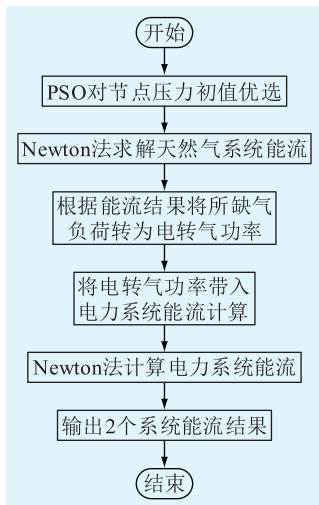 开始
PSO对节点压力初值优选
Newton法求解天然气系统能流
根据能流结果将所缺气
负荷转为电转气功率
将电转气功率带入
电力系统能流计算
Newton法计算电力系统能流
输出2个系统能流结果
结束